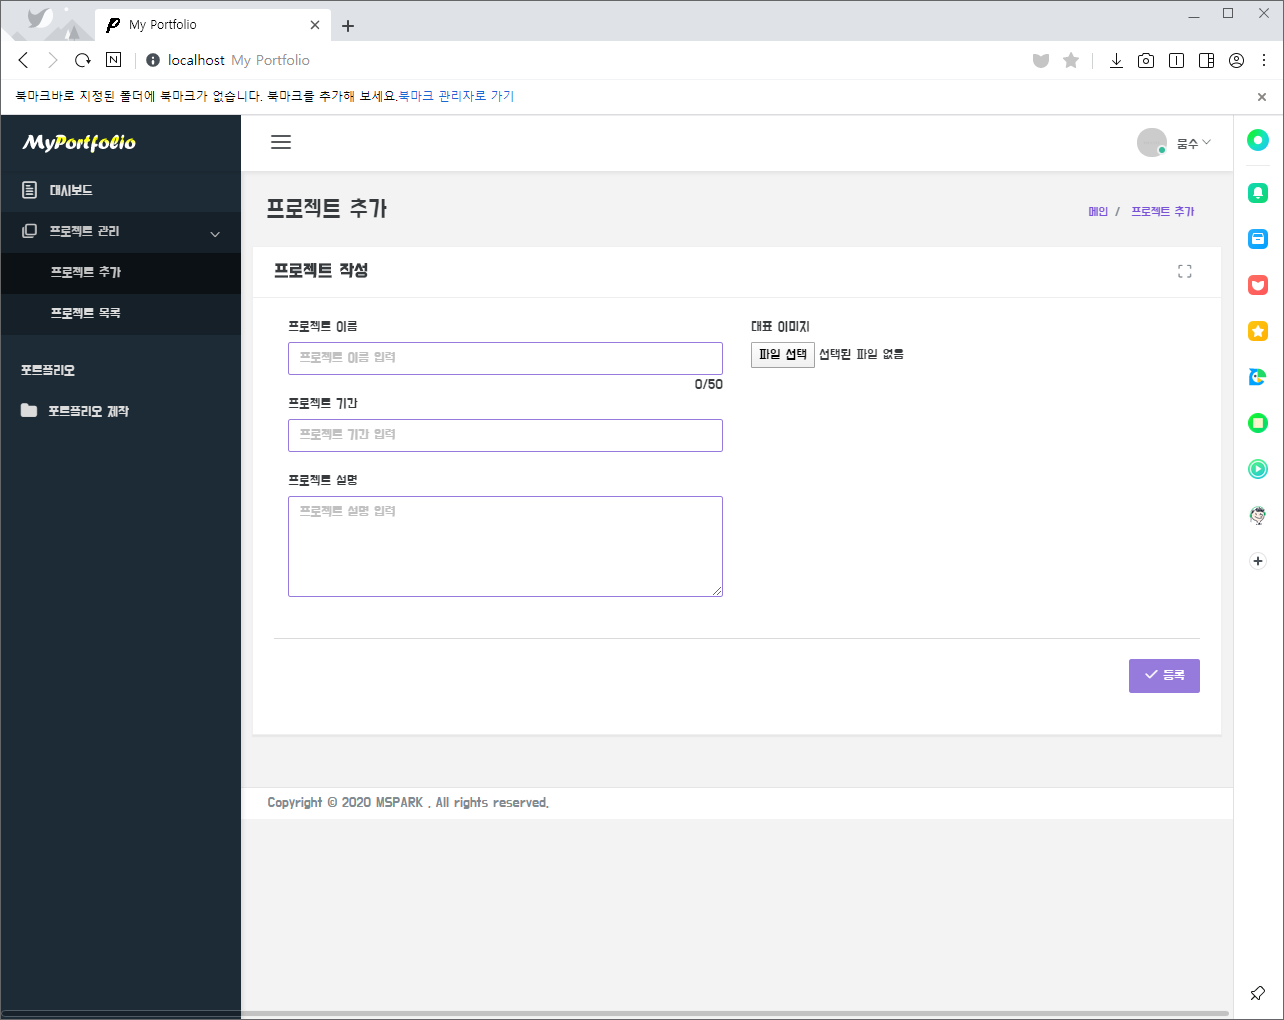 My Portfolio
localhost My Portfolio
북마크바로 지정된 폴더에 북마크가 없습니다. 북마크를 추가해 보세요.북마크 관리자로 가기
MyPortfolio
뭄수
대시보드
프로젝트 관리
프로젝트 추가
프로젝트 목록
포트폴리오
포트폴리오 제작
프로젝트 추가
메인 / 프로젝트 추가
프로젝트 작성
프로젝트 이름
프로젝트 이름 입력
0/50
프로젝트 기간
프로젝트 기간 입력
프로젝트 설명
프로젝트 설명 입력
대표 이미지
파일 선택 선택된 파일 없음
등록
Copyright © 2020 MSPARK . All rights reserved.